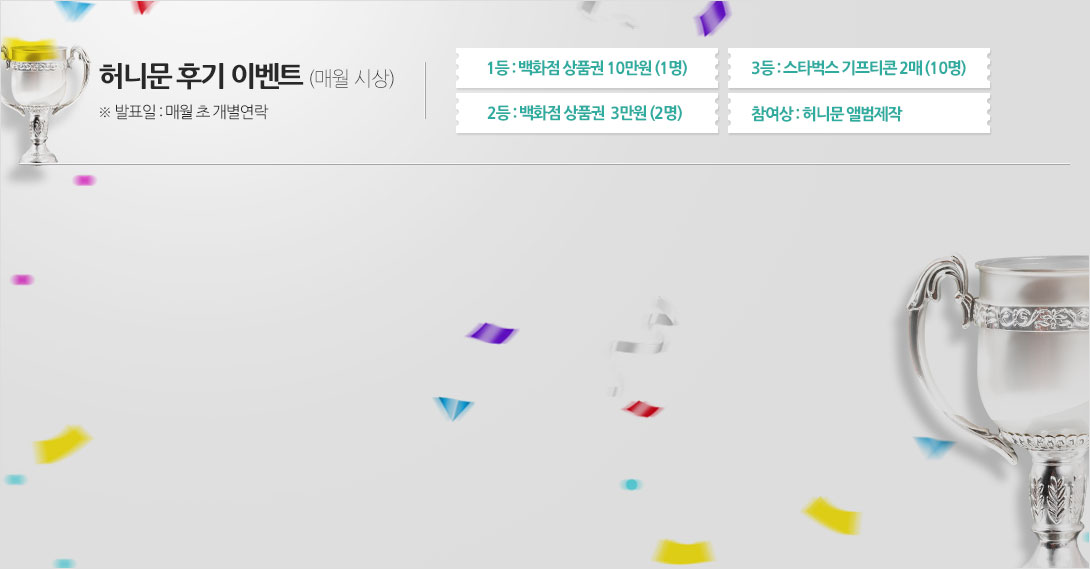 허니문 후기 이벤트 (매월 시상)
※ 발표일 : 매월 초 개별연락
1등 : 백화점 상품권 10만원 (1명)
2등 : 백화점 상품권 3만원 (2명)
3등 : 스타벅스 기프티콘 2매 (10명)
참여상 : 허니문 앨범제작